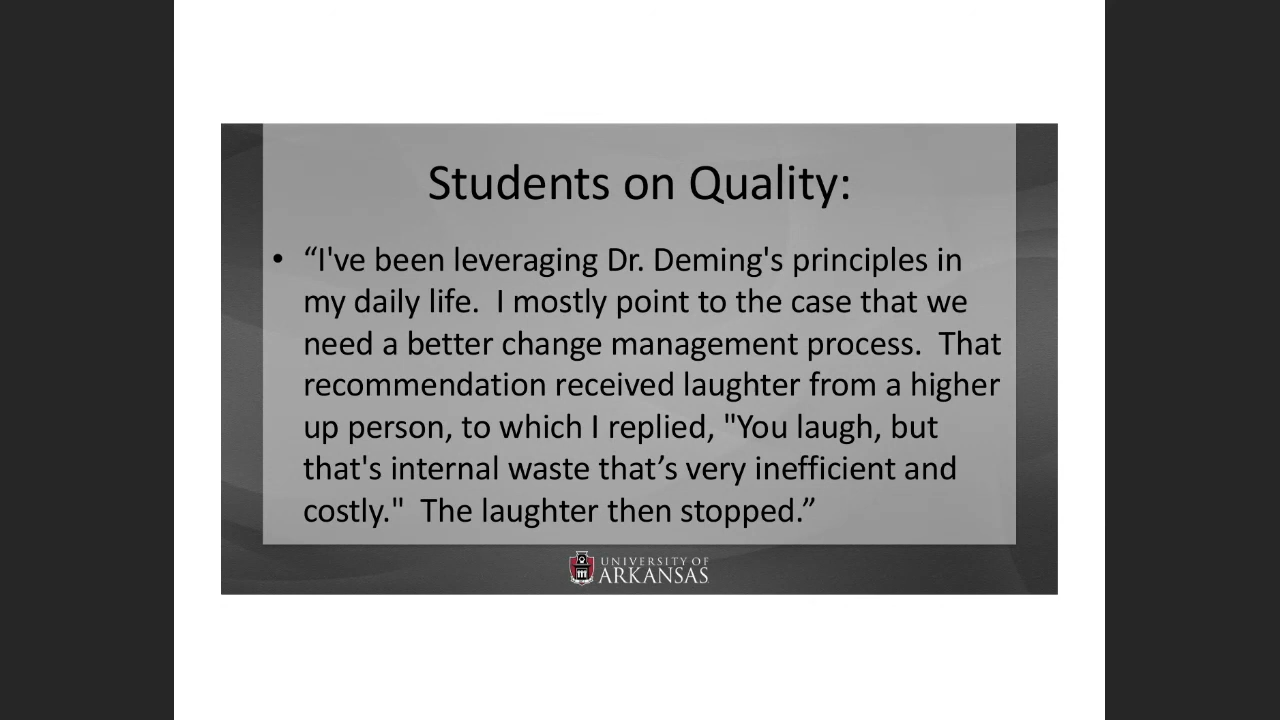 Students on Quality:
• “I've been leveraging Dr. Deming's principles in
my daily life.  I mostly point to the case that we
need a better change management process.  That
recommendation received laughter from a higher
up person, to which I replied, "You laugh, but
that's internal waste that’s very inefficient and
costly."  The laughter then stopped.”
UNIVERSITY OF
ARKANSAS